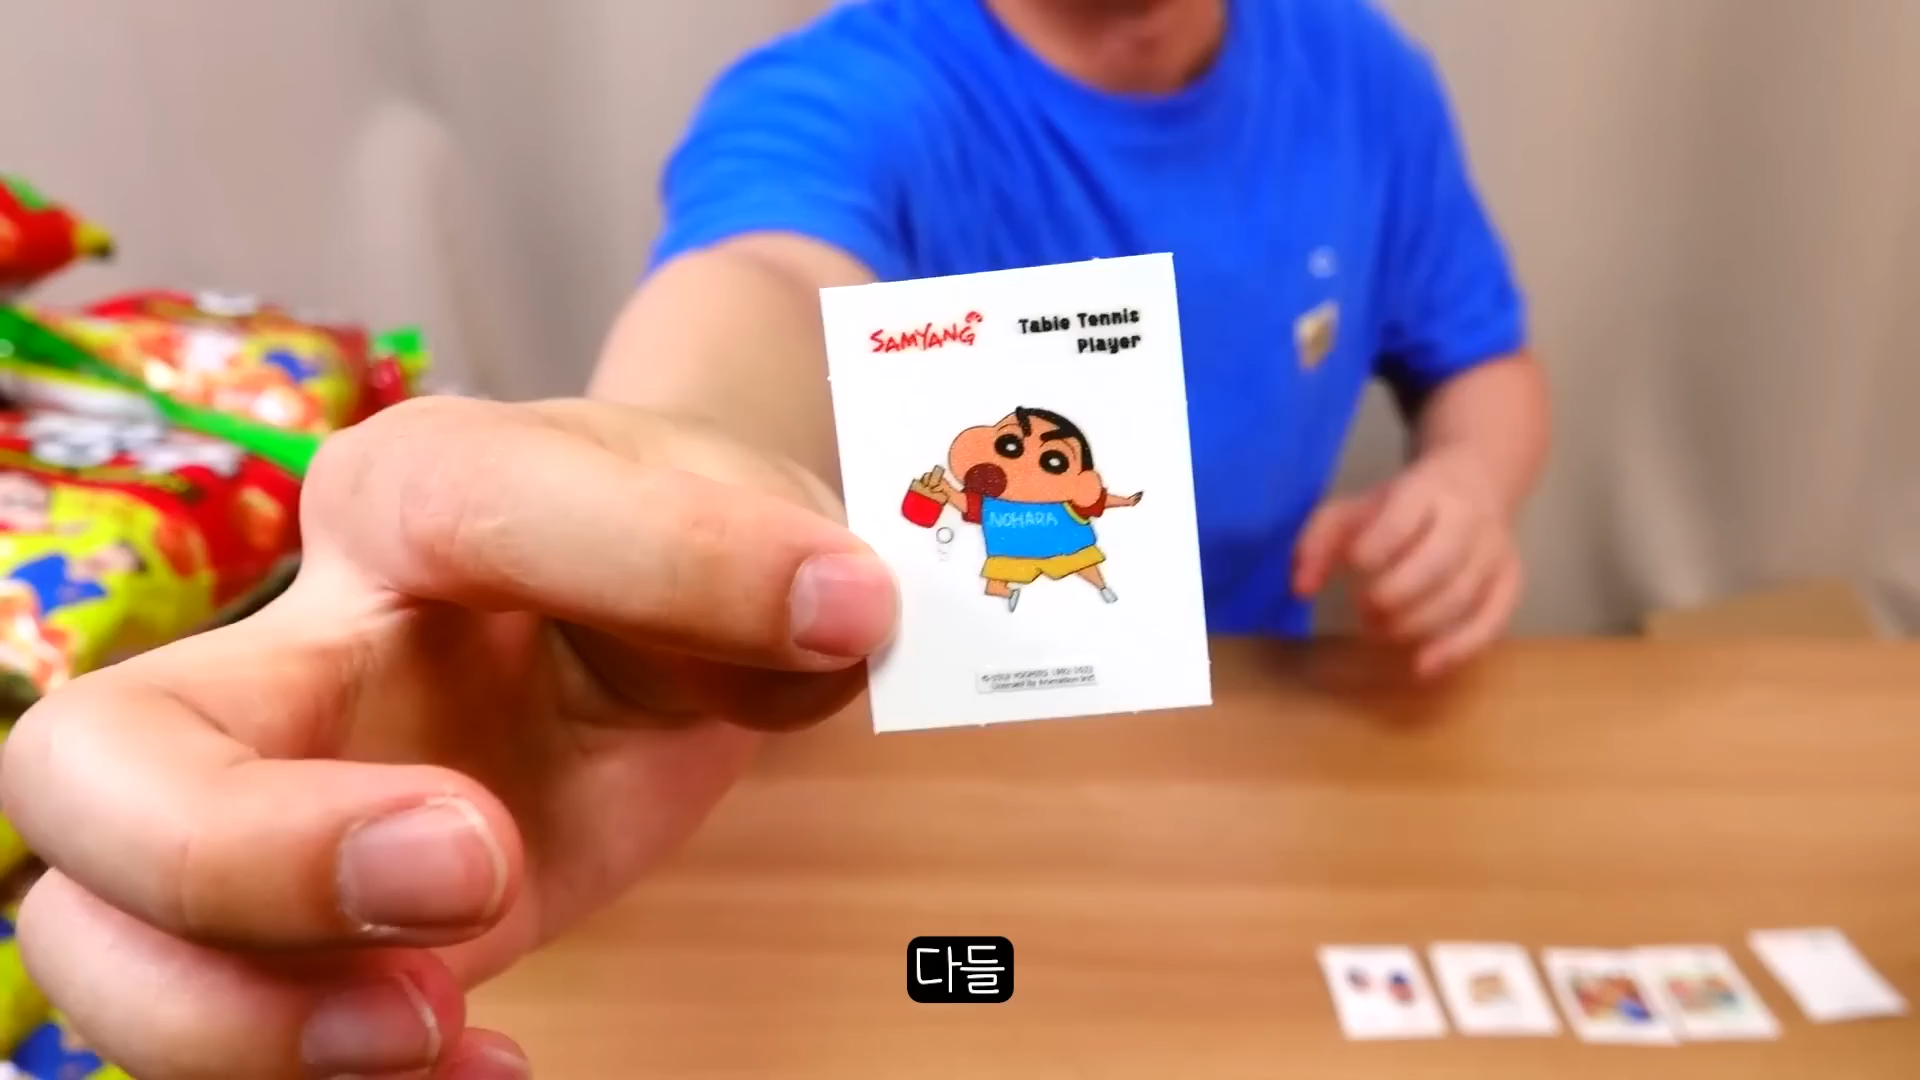 SAMYANG
Table Tennis
Player
NOHARA
다들